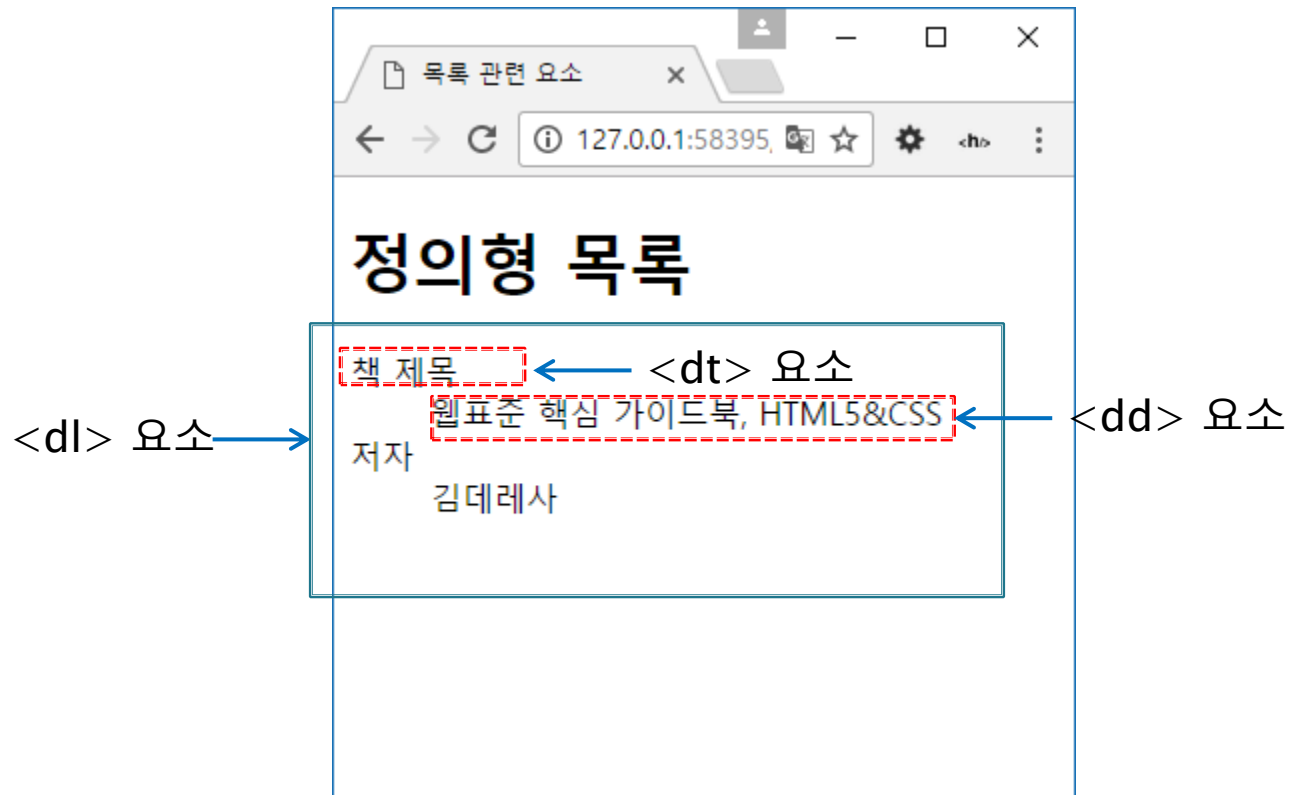 목록 관련 요소
127.0.0.1:58395,
<h/>
정의형 목록
책 제목
<dt> 요소
웹표준 핵심 가이드북, HTML5&CSS
<dd> 요소
<dl> 요소
저자
김데레사